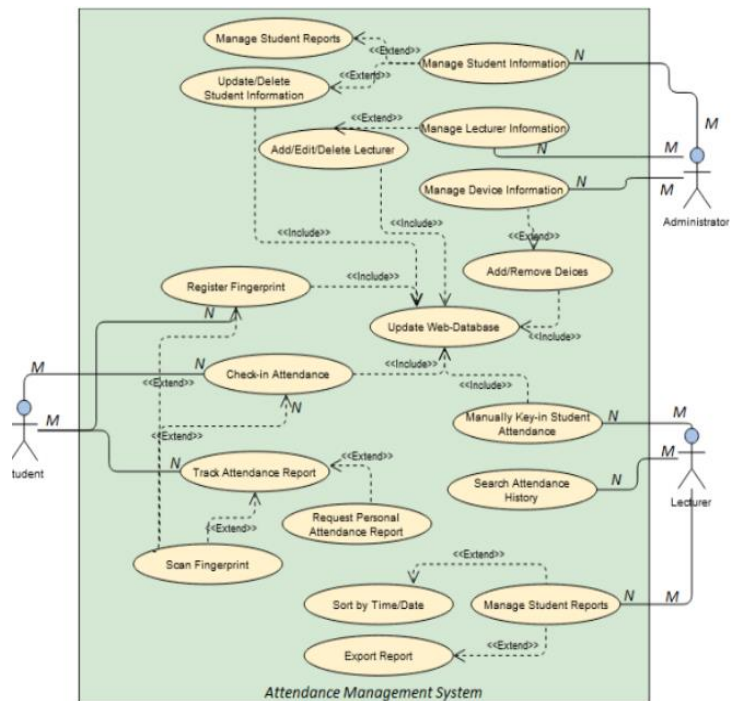 Manage Student Reports
<<Extend>>
N
Manage Student Information
Update/Delete
Student Information
<<Extend>>
<<Extend>>
Manage Lecturer Information
M
Add/Edit/Delete Lecturer
N
M
Manage Device Information
N
M
Administrator
<<Include>>
<<Include>>
<<Extend>>
Add/Remove Deices
Register Fingerprint
<<Include>>
Update Web-Database
<<Include>>
N
M
N
Check-in Attendance
<<Include>>
<<Extend>>
<<Include>>
N
Manually Key-in Student
Attendance
N
M
M
tudent
<<Extend>>
N
Track Attendance Report
<<Extend>>
Search Attendance
History
N
M
Lecturer
Request Personal
Attendance Report
<<Extend>>
Scan Fingerprint
<<Extend>>
Sort by Time/Date
Manage Student Reports
N
M
Export Report
<<Extend>>
Attendance Management System